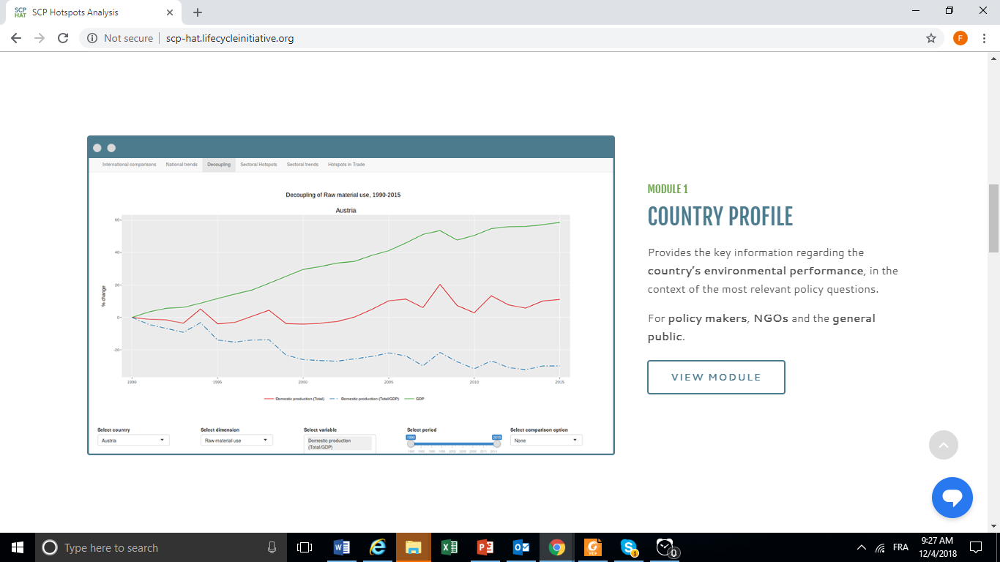 SCP HAT SCP Hotspots Analysis
Not secure scp-hat.lifecycleinitiative.org
F
International comparisons National trends Decoupling Sectoral Hotspots Sectoral trends Hotspots in Trade
Decoupling of Raw material use, 1990-2015
Austria
60
40
20
0
-20
% change
1990 1995 2000 2005 2010 2015
Domestic production (Total) Domestic production (Total/GDP) GDP
Select country Select dimension Select variable Select period Select comparison option
Austria Raw material use Domestic production (Total/GDP) 1990 2015 None
MODULE 1
COUNTRY PROFILE
Provides the key information regarding the
country's environmental performance, in the
context of the most relevant policy questions.
For policy makers, NGOs and the general
public.
VIEW MODULE
Type here to search
PDF
1
FRA
9:27 AM
12/4/2018